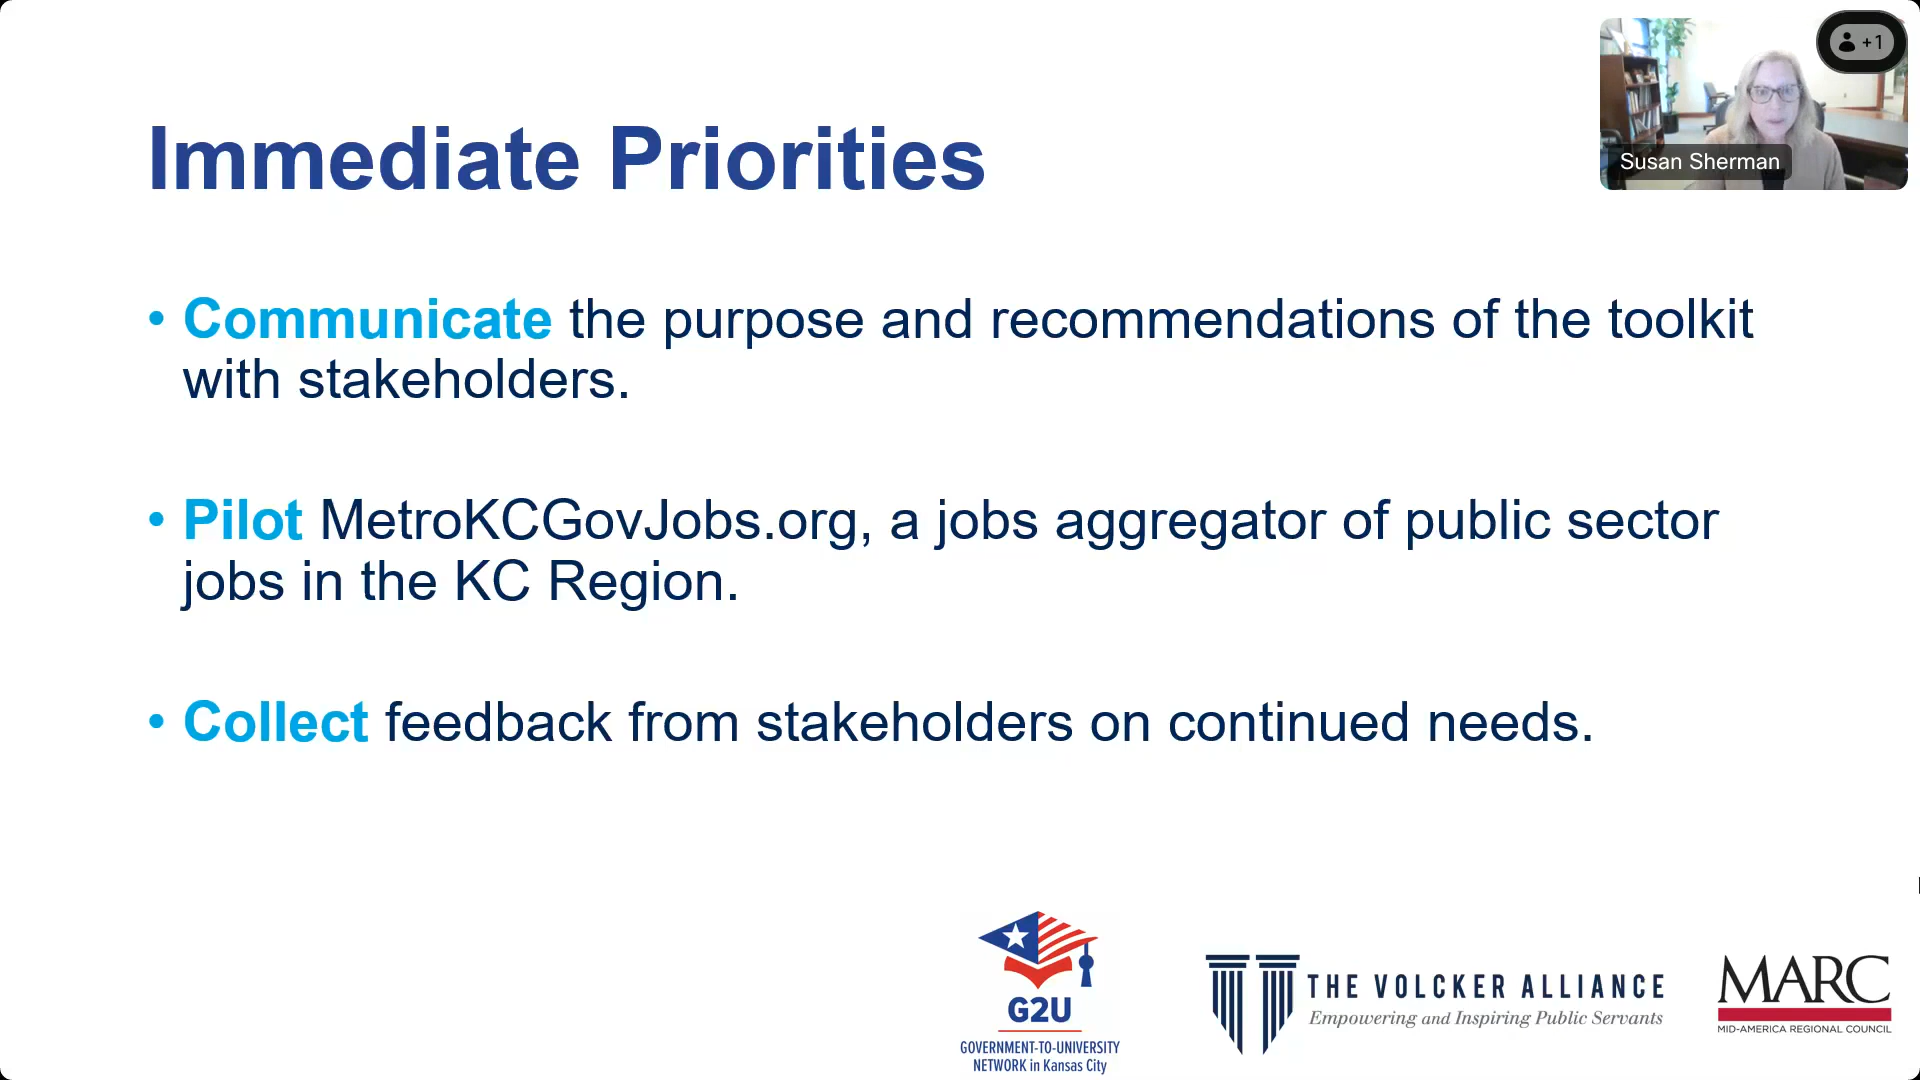 +1
Susan Sherman
Immediate Priorities
• Communicate the purpose and recommendations of the toolkit
with stakeholders.
• Pilot MetroKCGovJobs.org, a jobs aggregator of public sector
jobs in the KC Region.
• Collect feedback from stakeholders on continued needs.
G2U
GOVERNMENT-TO-UNIVERSITY
NETWORK in Kansas City
THE VOLCKER ALLIANCE
Empowering and Inspiring Public Servants
MARC
MID-AMERICA REGIONAL COUNCIL